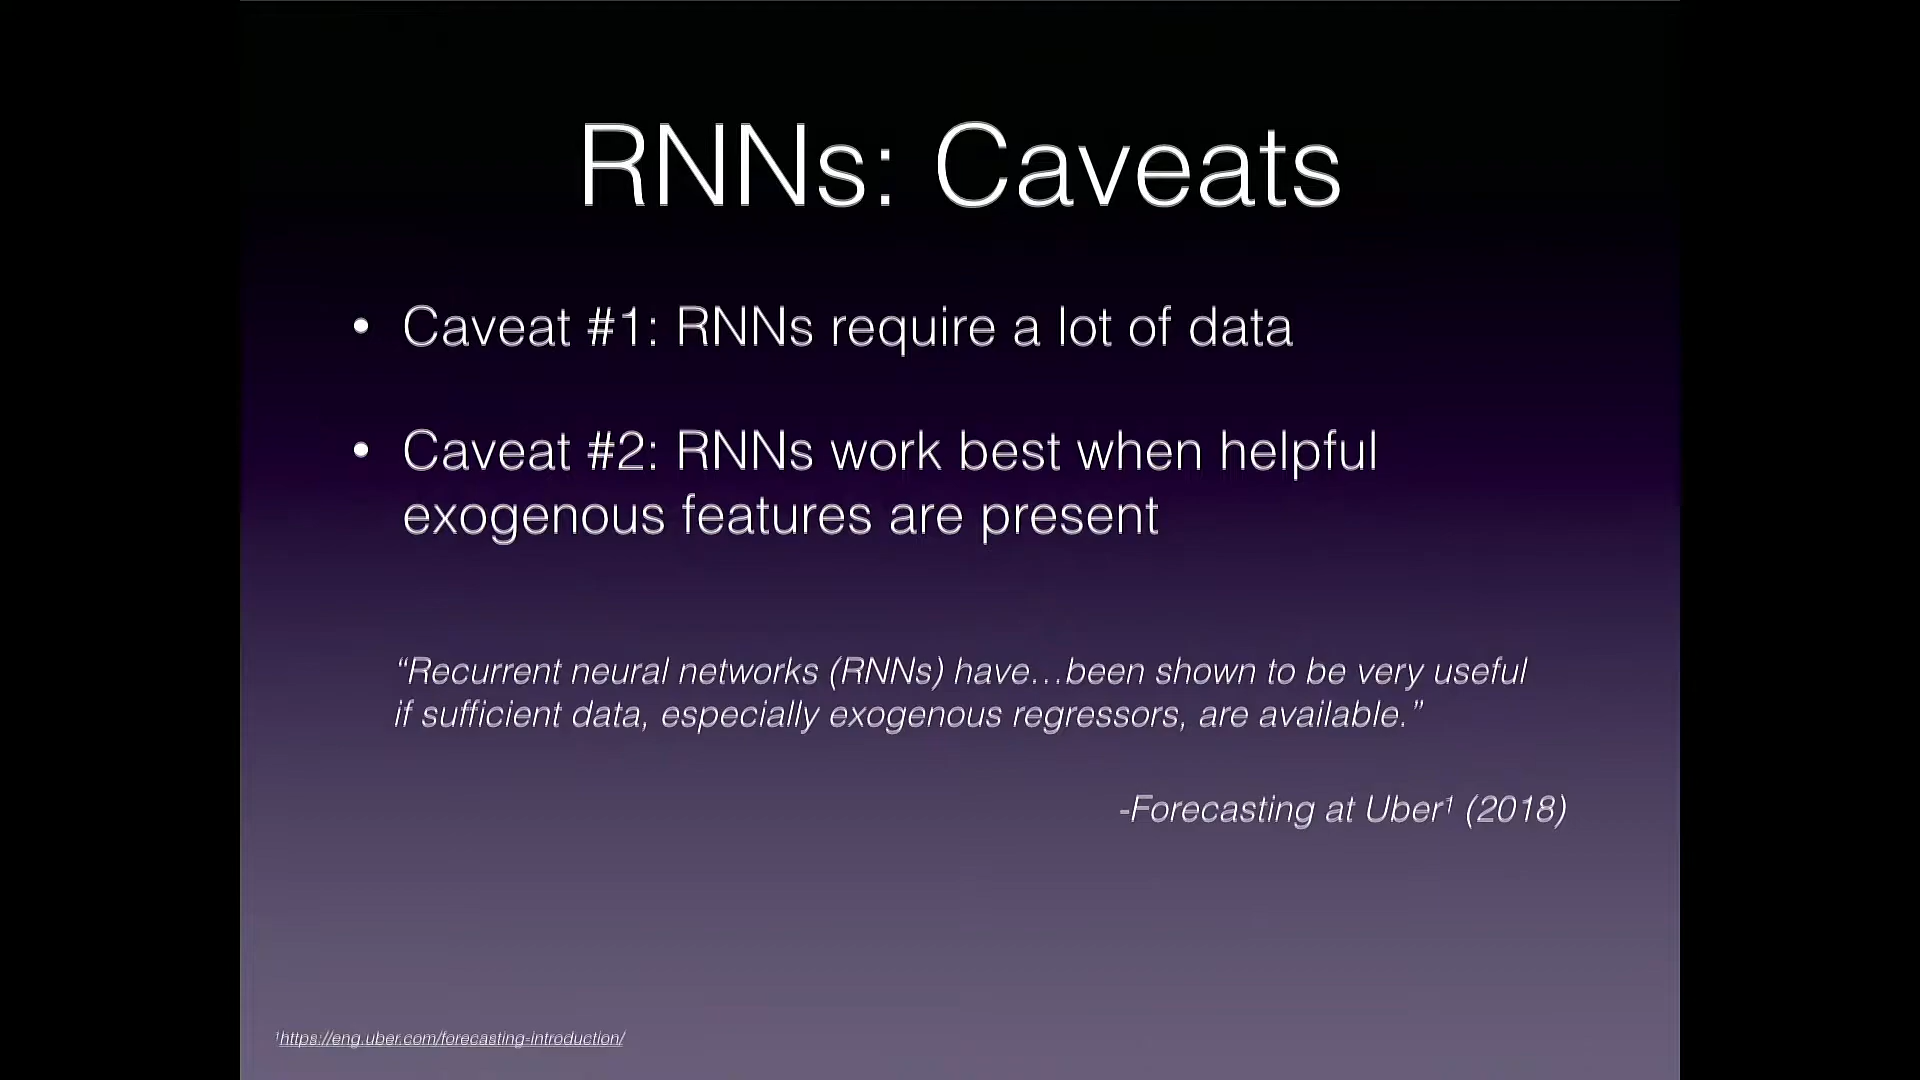 RNNs: Caveats
• Caveat #1: RNNs require a lot of data
• Caveat #2: RNNs work best when helpful
exogenous features are present
“Recurrent neural networks (RNNs) have…been shown to be very useful
if sufficient data, especially exogenous regressors, are available.”
-Forecasting at Uber¹ (2018)
¹https://eng.uber.com/forecasting-introduction/